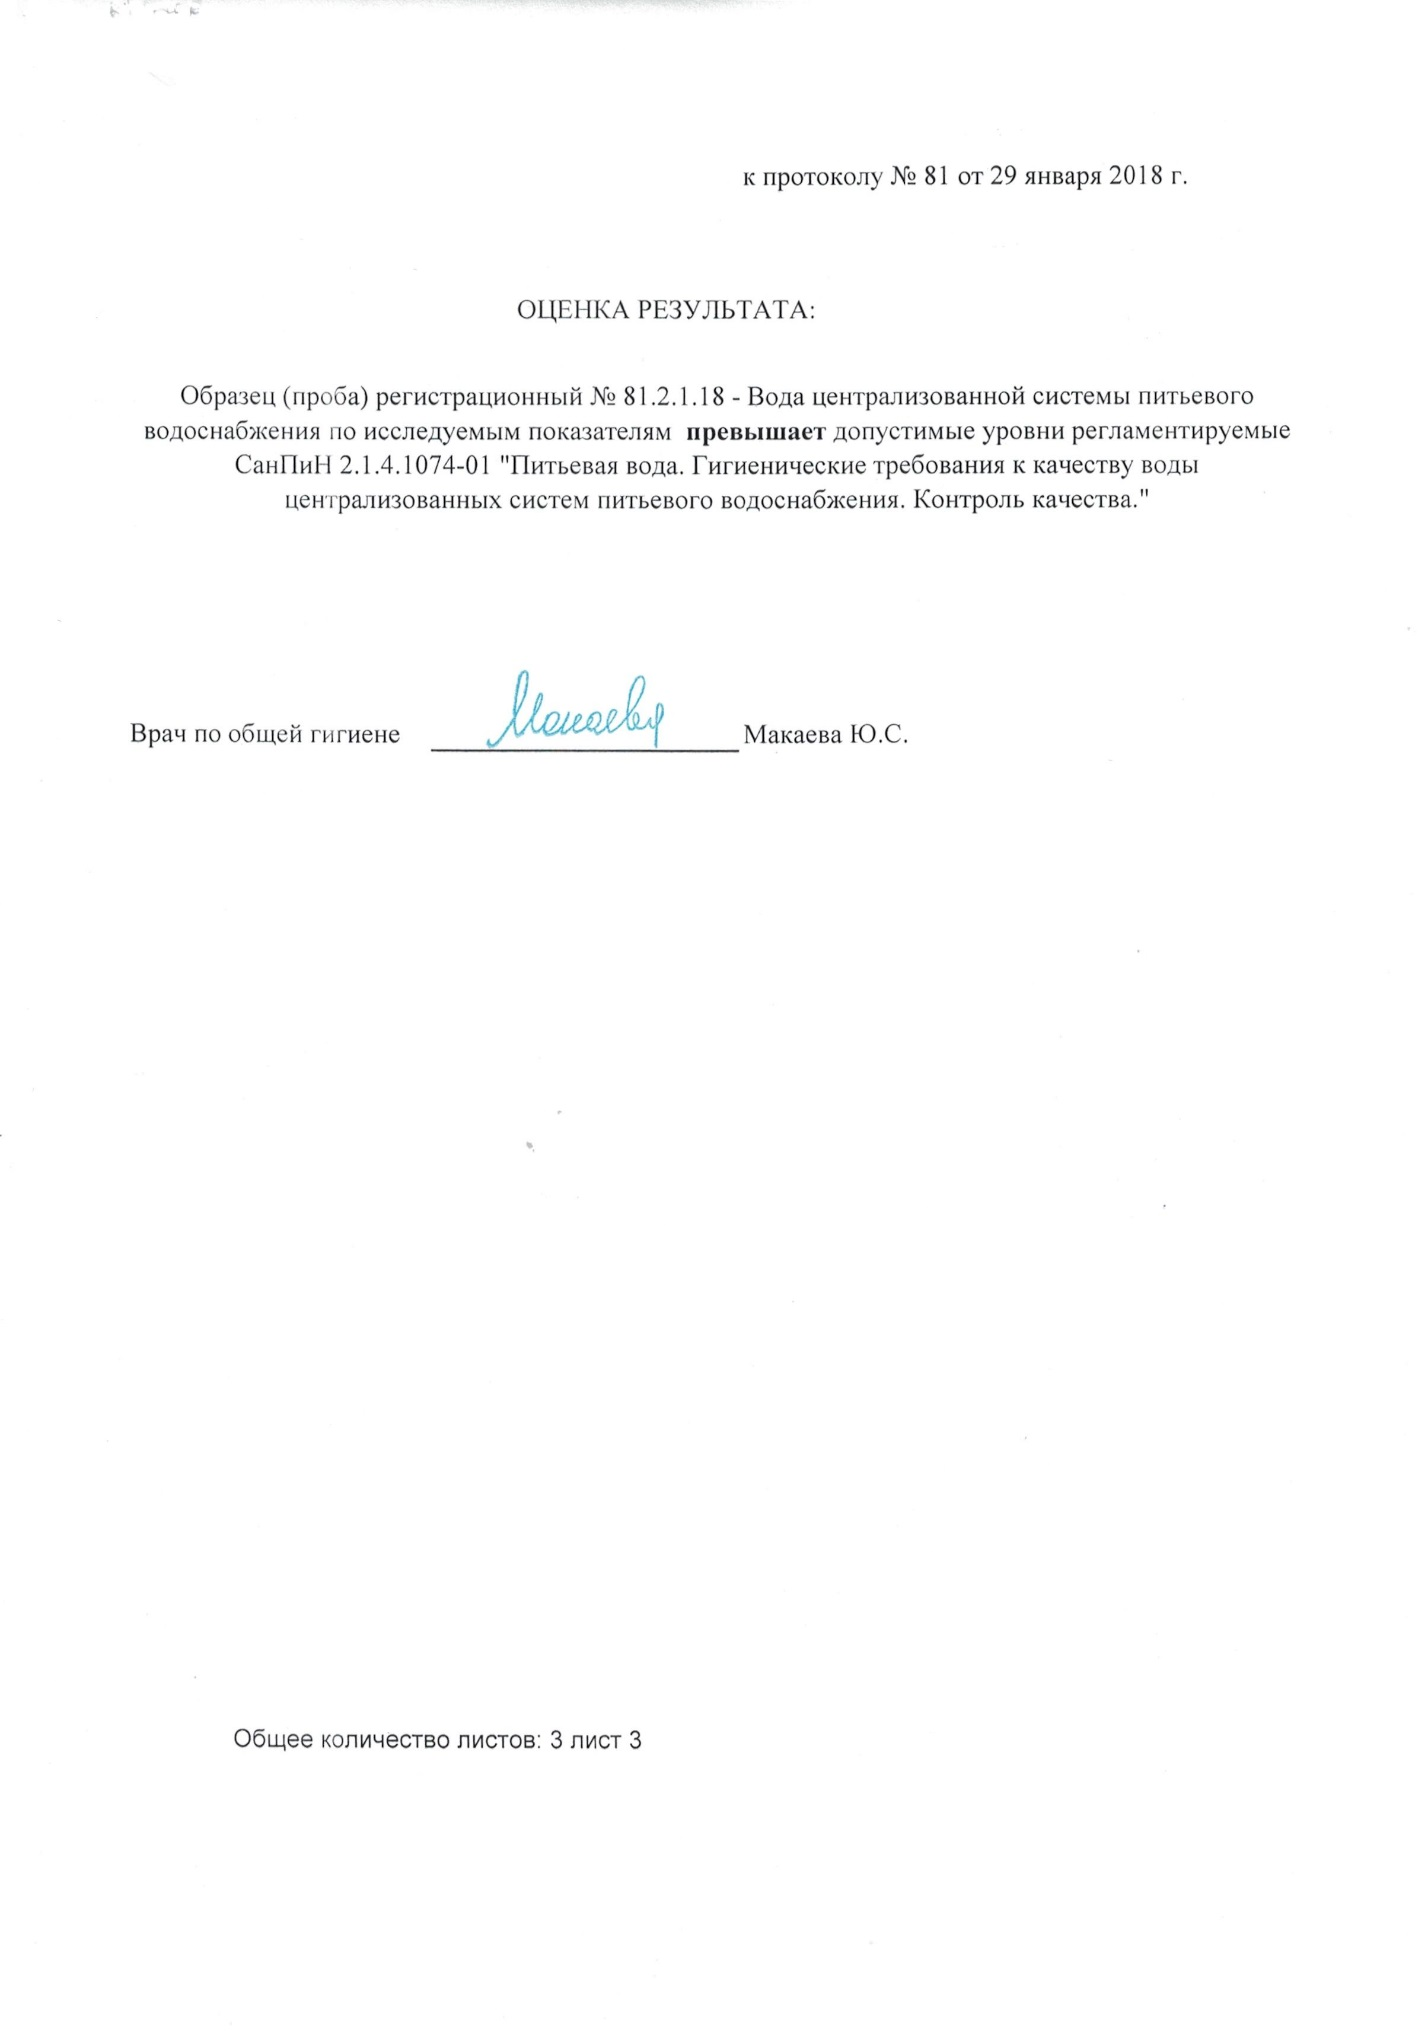 к протоколу № 81 от 29 января 2018 г.
ОЦЕНКА РЕЗУЛЬТАТА:
Образец (проба) регистрационный № 81.2.1.18 - Вода централизованной системы питьевого
водоснабжения по исследуемым показателям превышает допустимые уровни регламентируемые
СанПиН 2.1.4.1074-01 "Питьевая вода. Гигиенические требования к качеству воды
централизованных систем питьевого водоснабжения. Контроль качества."
Врач по общей гигиене Макаева Макаева Ю.С.
Общее количество листов: 3 лист 3